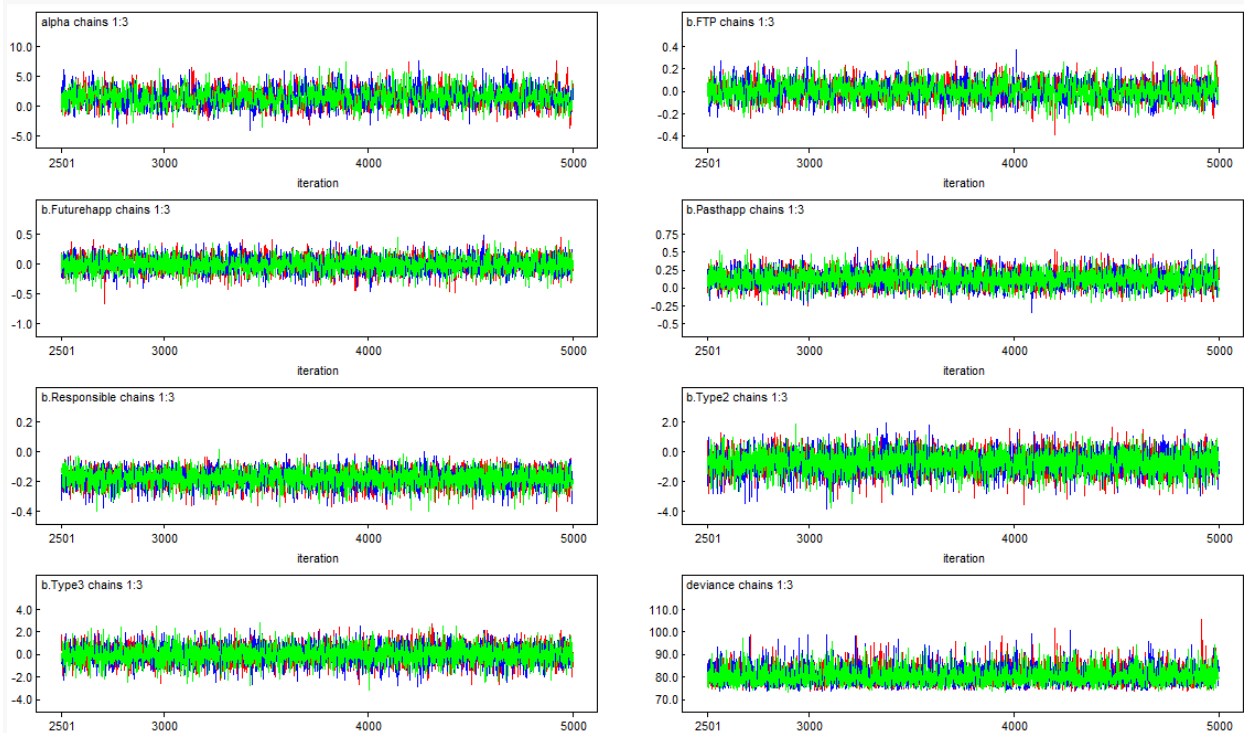 alpha chains 1:3
10.0
5.0
0.0
-5.0
2501 3000 4000 5000
iteration
b.FTP chains 1:3
0.4
0.2
0.0
-0.2
-0.4
2501 3000 4000 5000
iteration
b.Futurehapp chains 1:3
0.5
0.0
-0.5
-1.0
2501 3000 4000 5000
iteration
b.Pasthapp chains 1:3
0.75
0.5
0.25
0.0
-0.25
-0.5
2501 3000 4000 5000
iteration
b.Responsible chains 1:3
0.2
0.0
-0.2
-0.4
2501 3000 4000 5000
iteration
b.Type2 chains 1:3
2.0
0.0
-2.0
-4.0
2501 3000 4000 5000
iteration
b.Type3 chains 1:3
4.0
2.0
0.0
-2.0
-4.0
2501 3000 4000 5000
deviance chains 1:3
110.0
100.0
90.0
80.0
70.0
2501 3000 4000 5000